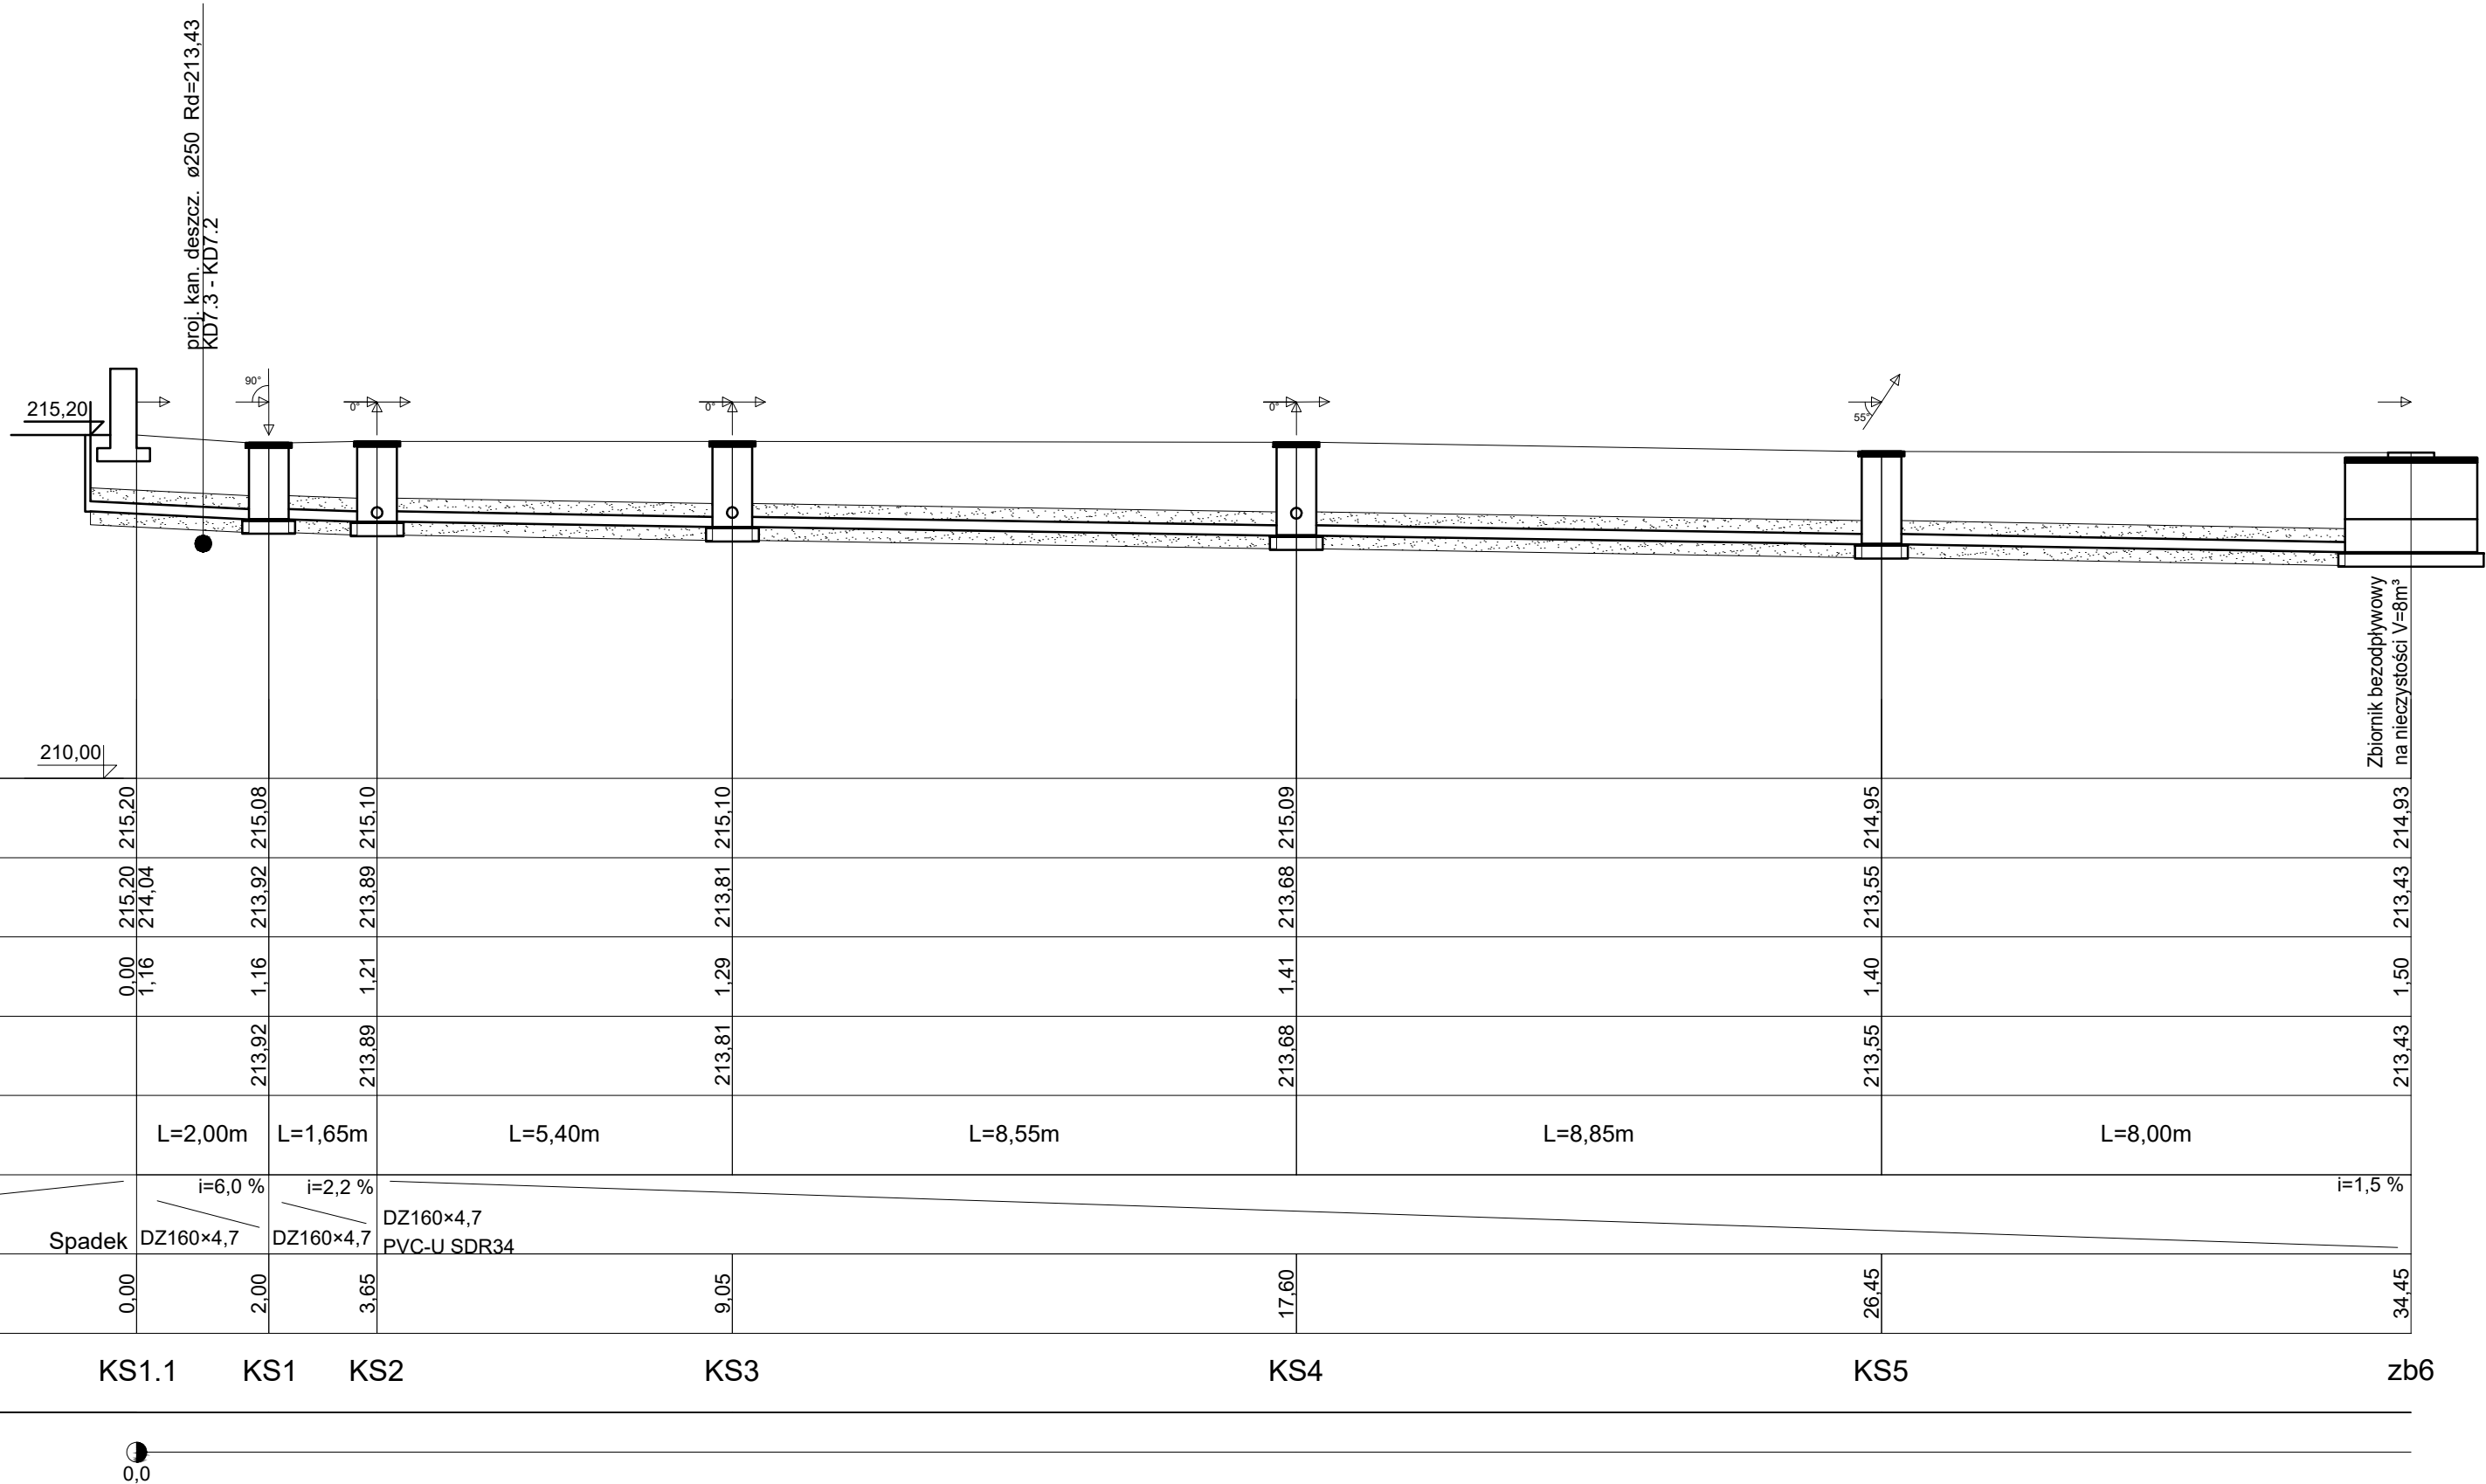 proj. kan. deszcz. ø250 Rd=213,43
KD7.3 - KD7.2
90°
0°
0°
0°
55°
215,20
Zbiornik bezodpływowy
na nieczystości V=8m³
210,00
215,20 215,08 215,10 215,10 215,09 214,95 214,93
215,20 214,04 213,92 213,89 213,81 213,68 213,55 213,43
0,00 1,16 1,16 1,21 1,29 1,41 1,40 1,50
213,92 213,89 213,81 213,68 213,55 213,43
L=2,00m L=1,65m L=5,40m L=8,55m L=8,85m L=8,00m
i=6,0 % i=2,2 % i=1,5 %
Spadek DZ160×4,7 DZ160×4,7 DZ160×4,7
PVC-U SDR34
0,00 2,00 3,65 9,05 17,60 26,45 34,45
KS1.1 KS1 KS2 KS3 KS4 KS5 zb6
0,0